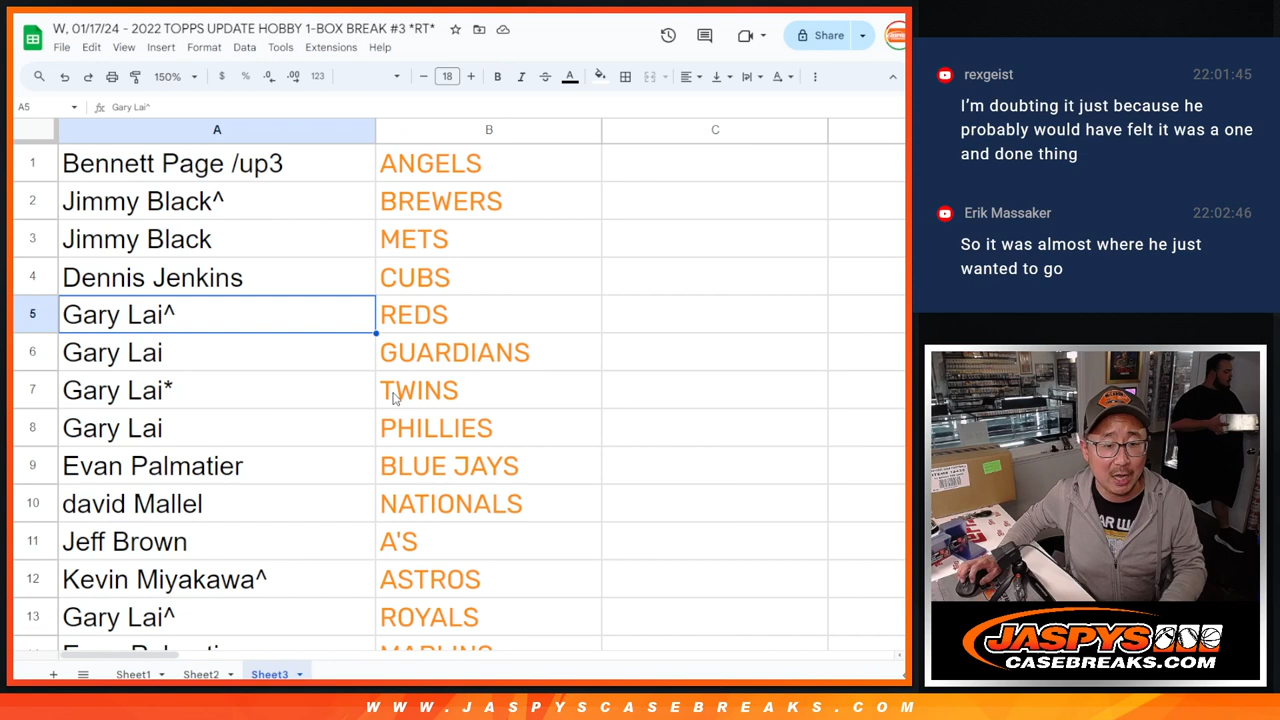 W, 01/17/24 - 2022 TOPPS UPDATE HOBBY 1-BOX BREAK #3 *RT*
File Edit View Insert Format Data Tools Extensions Help
Share
150% $ % .0 .00 123 18 B I A
A5 fx Gary Lai^
A B C
1 Bennett Page /up3 ANGELS
2 Jimmy Black^ BREWERS
3 Jimmy Black METS
4 Dennis Jenkins CUBS
5 Gary Lai^ REDS
6 Gary Lai GUARDIANS
7 Gary Lai* TWINS
8 Gary Lai PHILLIES
9 Evan Palmatier BLUE JAYS
10 david Mallel NATIONALS
11 Jeff Brown A'S
12 Kevin Miyakawa^ ASTROS
13 Gary Lai^ ROYALS
Sheet1 Sheet2 Sheet3
rexgeist 22:01:45
I'm doubting it just because he
probably would have felt it was a one
and done thing
Erik Massaker 22:02:46
So it was almost where he just
wanted to go
JASPYS
CASEBREAKS.COM
WWW.JASPYSCASEBREAKS.COM